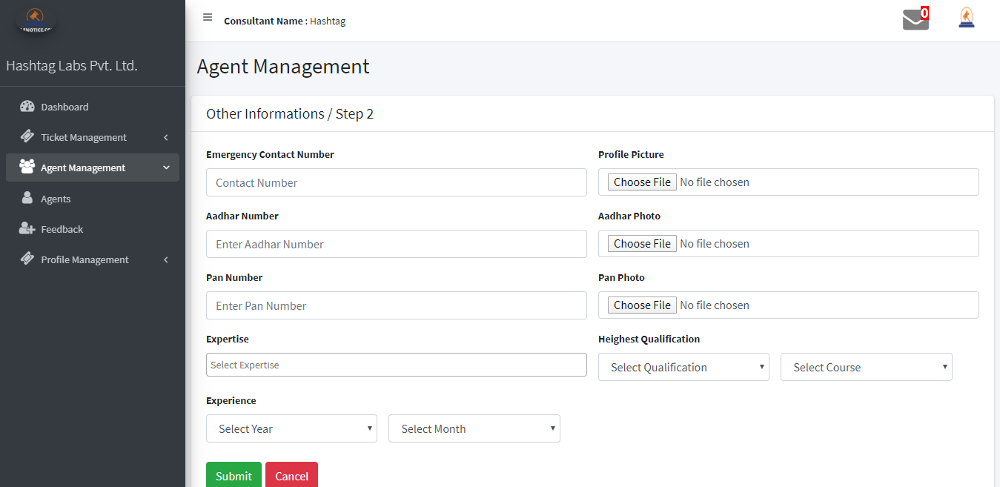 Consultant Name : Hashtag
0
Hashtag Labs Pvt. Ltd.
Dashboard
Ticket Management
Agent Management
Agents
Feedback
Profile Management
Agent Management
Other Informations / Step 2
Emergency Contact Number
Contact Number
Profile Picture
Choose File No file chosen
Aadhar Number
Enter Aadhar Number
Aadhar Photo
Choose File No file chosen
Pan Number
Enter Pan Number
Pan Photo
Choose File No file chosen
Expertise
Select Expertise
Heighest Qualification
Select Qualification
Select Course
Experience
Select Year
Select Month
Submit
Cancel